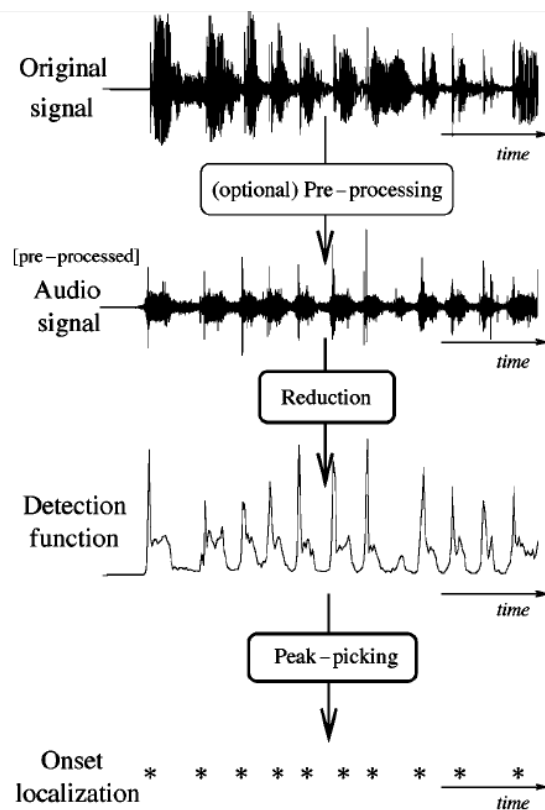 Original
signal
time
(optional) Pre-processing
[pre-processed]
Audio
signal
time
Reduction
Detection
function
time
Peak-picking
Onset
localization
* * * * * * * * * *
time